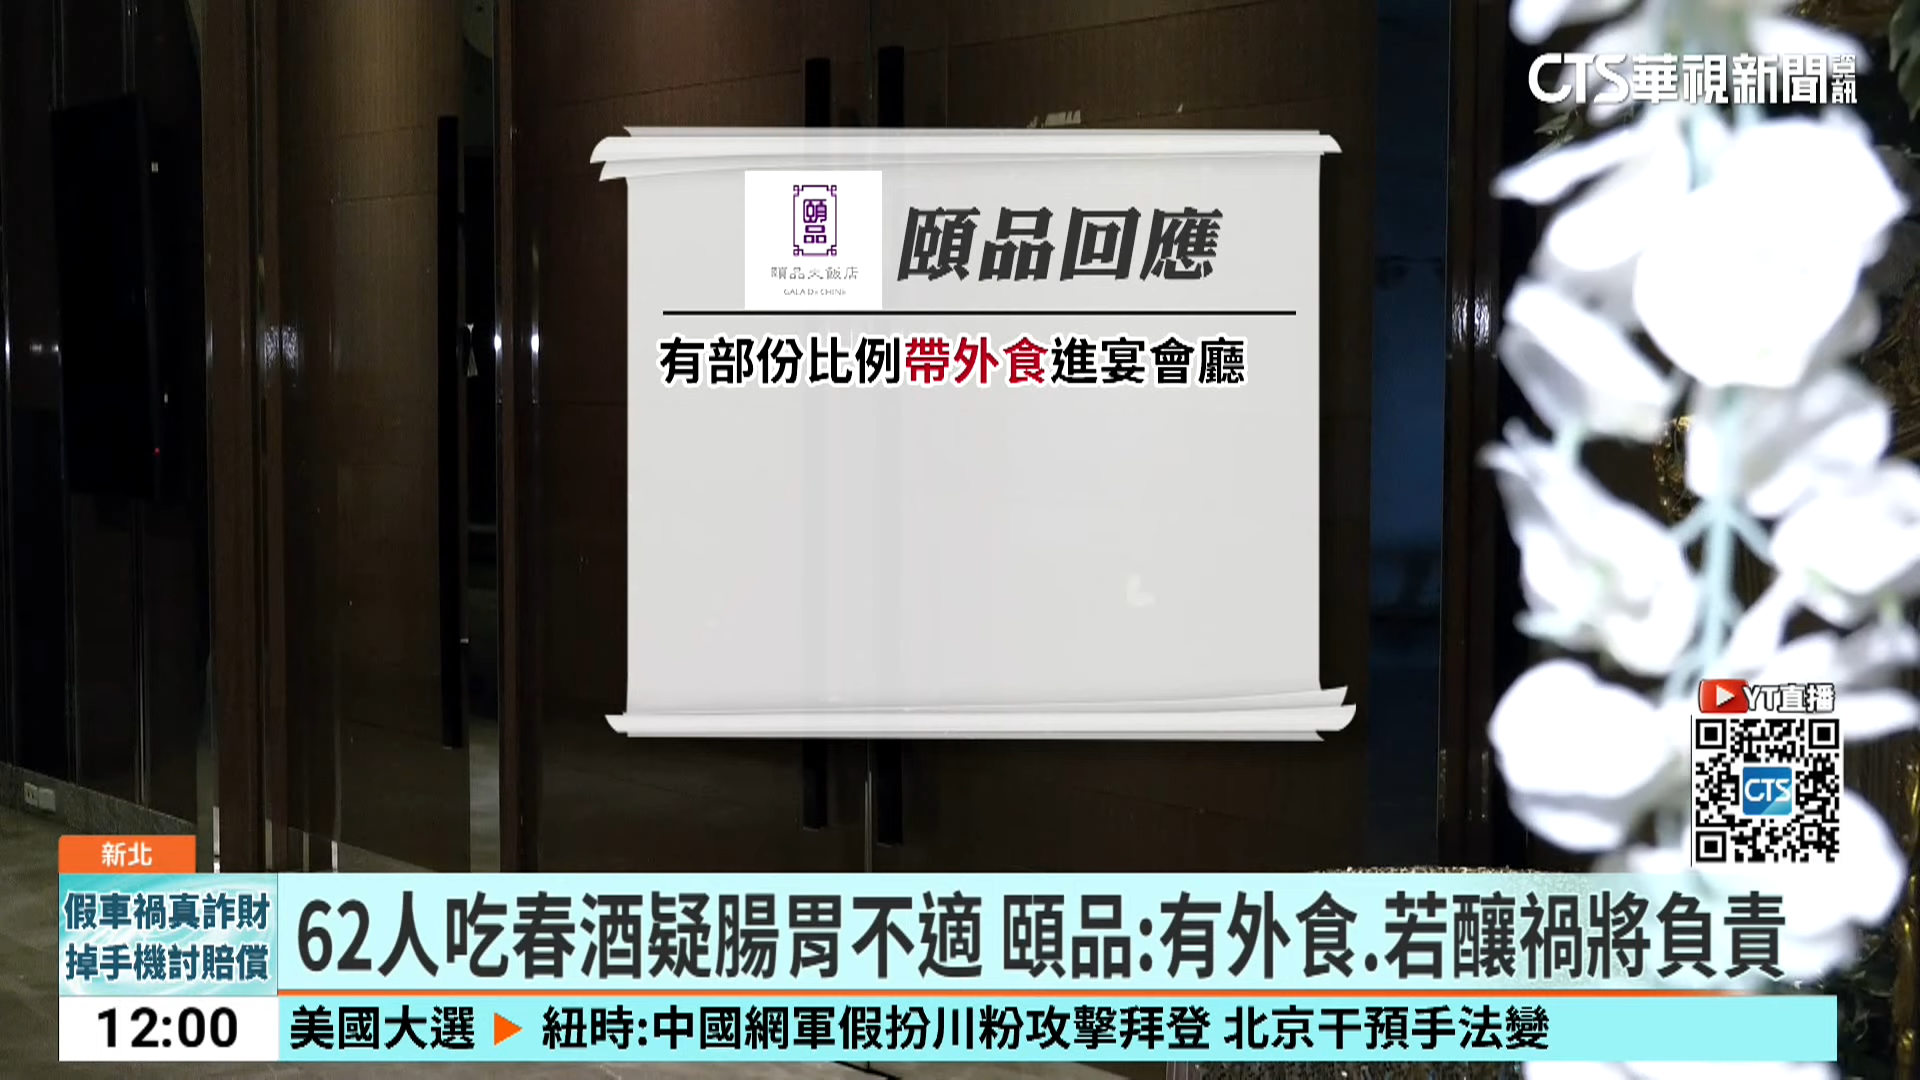 CTS華視新聞資訊
頤品
頤品大飯店
GALA DE CHINE
頤品回應
有部份比例帶外食進宴會廳
YT直播
CTS
新北
假車禍真詐財
掉手機討賠償
62人吃春酒疑腸胃不適 頤品:有外食.若釀禍將負責
12:00
美國大選 ▶ 紐時:中國網軍假扮川粉攻擊拜登 北京干預手法變